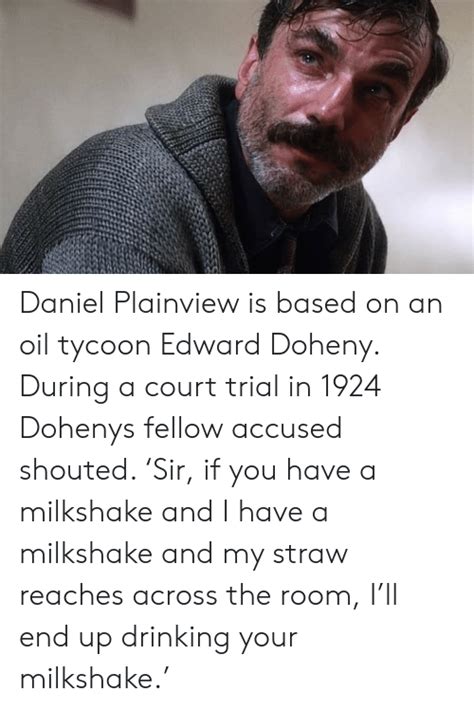 Daniel Plainview is based on an
oil tycoon Edward Doheny.
During a court trial in 1924
Dohenys fellow accused
shouted. ‘Sir, if you have a
milkshake and I have a
milkshake and my straw
reaches across the room, I’ll
end up drinking your
milkshake.’